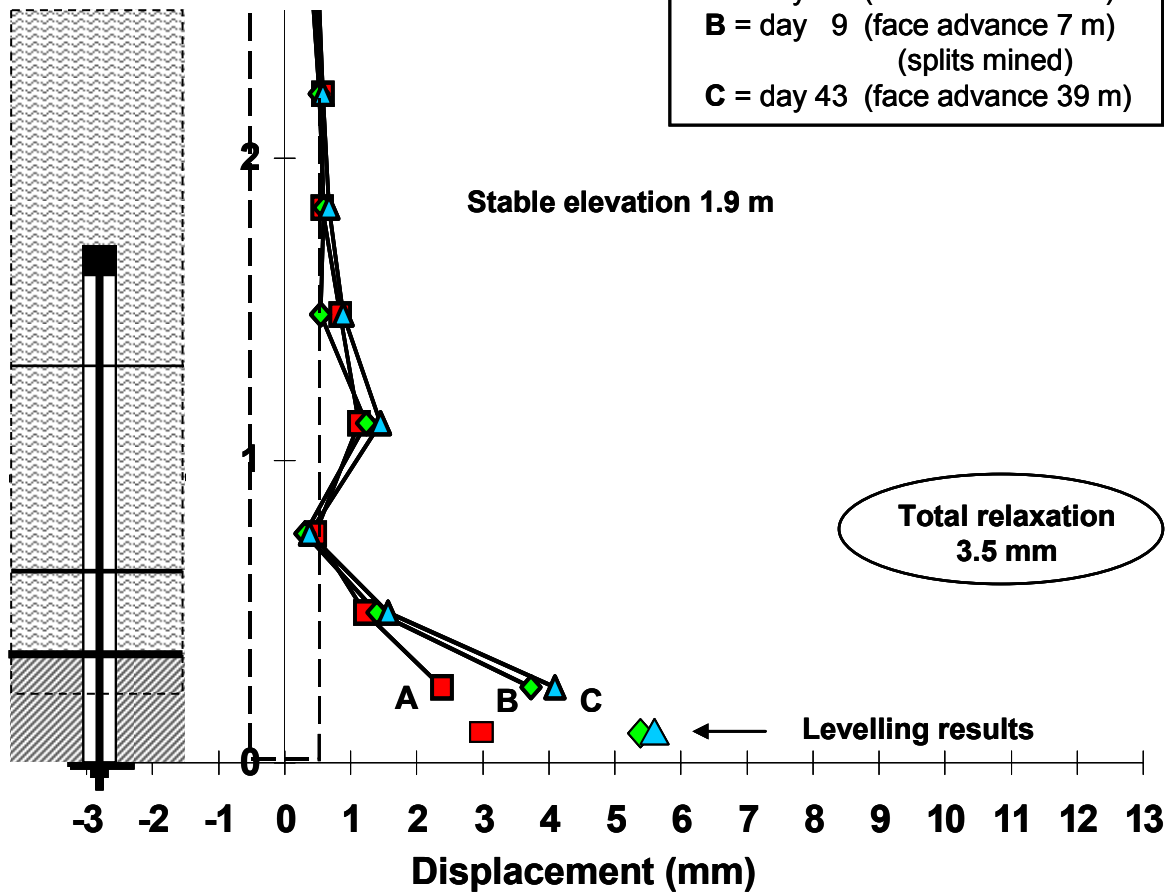 B = day 9 (face advance 7 m)
(splits mined)
C = day 43 (face advance 39 m)
2
Stable elevation 1.9 m
1
Total relaxation
3.5 mm
A
B
C
Levelling results
0
-3 -2 -1 0 1 2 3 4 5 6 7 8 9 10 11 12 13
Displacement (mm)